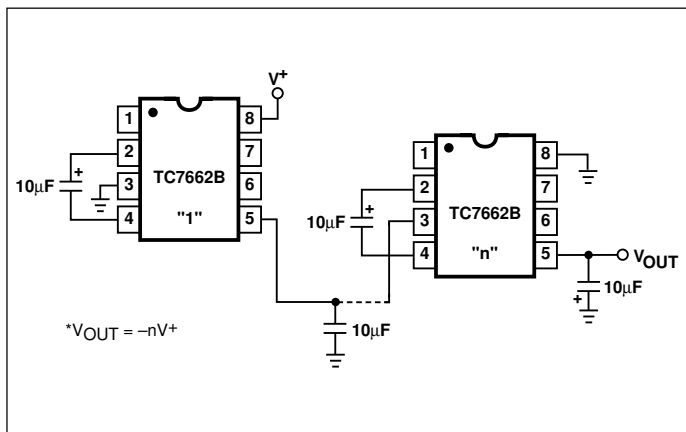 V+
1
2
3
4
8
7
6
5
TC7662B
"1"
10µF
+
1
2
3
4
8
7
6
5
TC7662B
"n"
10µF
+
VOUT
10µF
+
10µF
*VOUT = –nV+